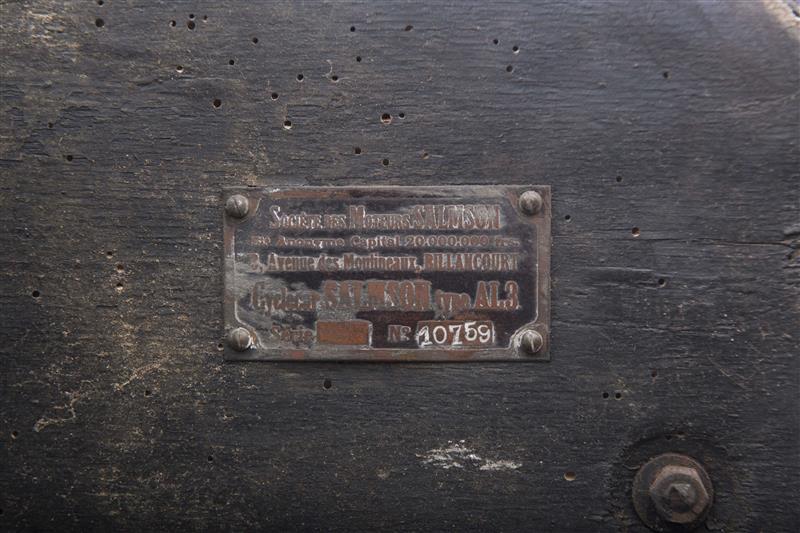 SOCIÉTÉ DES MOTEURS SALMSON
Sté Anonyme Capital 20.000.000 frs
Avenue des Moulineaux, BILLANCOURT
Cyclecar SALMSON type AL.3
Série Nº 10759